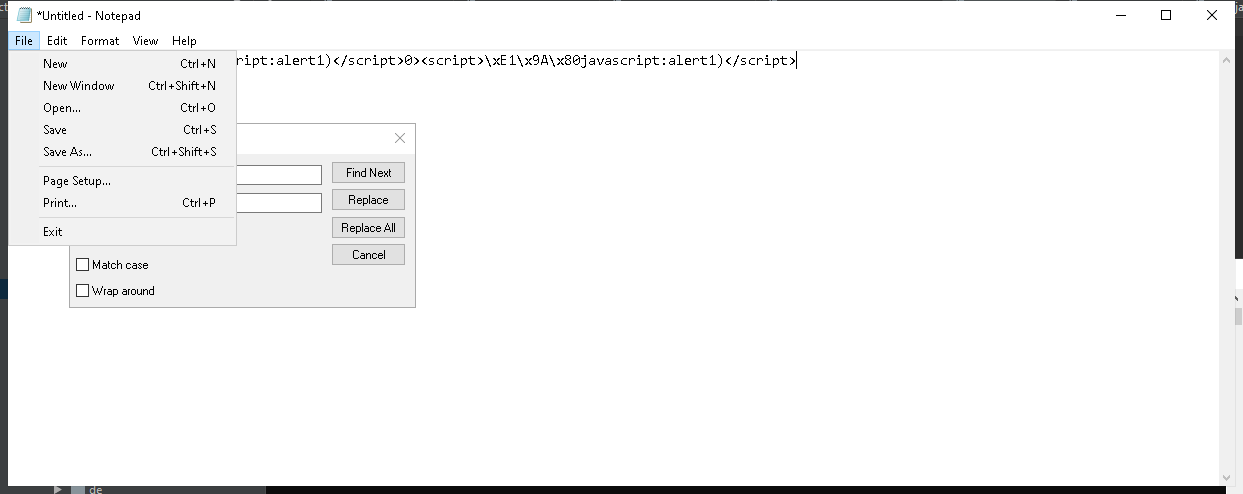 *Untitled - Notepad
File Edit Format View Help
ript:alert1)</script>0><script>\xE1\x9A\x80javascript:alert1)</script>
New Ctrl+N
New Window Ctrl+Shift+N
Open... Ctrl+O
Save Ctrl+S
Save As... Ctrl+Shift+S
Page Setup...
Print... Ctrl+P
Exit
Find Next
Replace
Replace All
Cancel
Match case
Wrap around
de